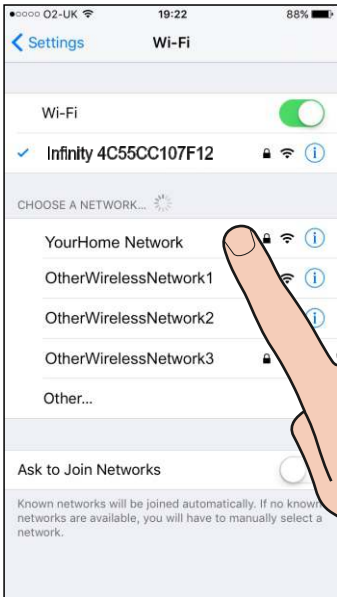 O2-UK 19:22 88%
Settings Wi-Fi
Wi-Fi
Infinity 4C55CC107F12
CHOOSE A NETWORK...
YourHome Network
OtherWirelessNetwork1
OtherWirelessNetwork2
OtherWirelessNetwork3
Other...
Ask to Join Networks
Known networks will be joined automatically. If no known
networks are available, you will have to manually select a
network.